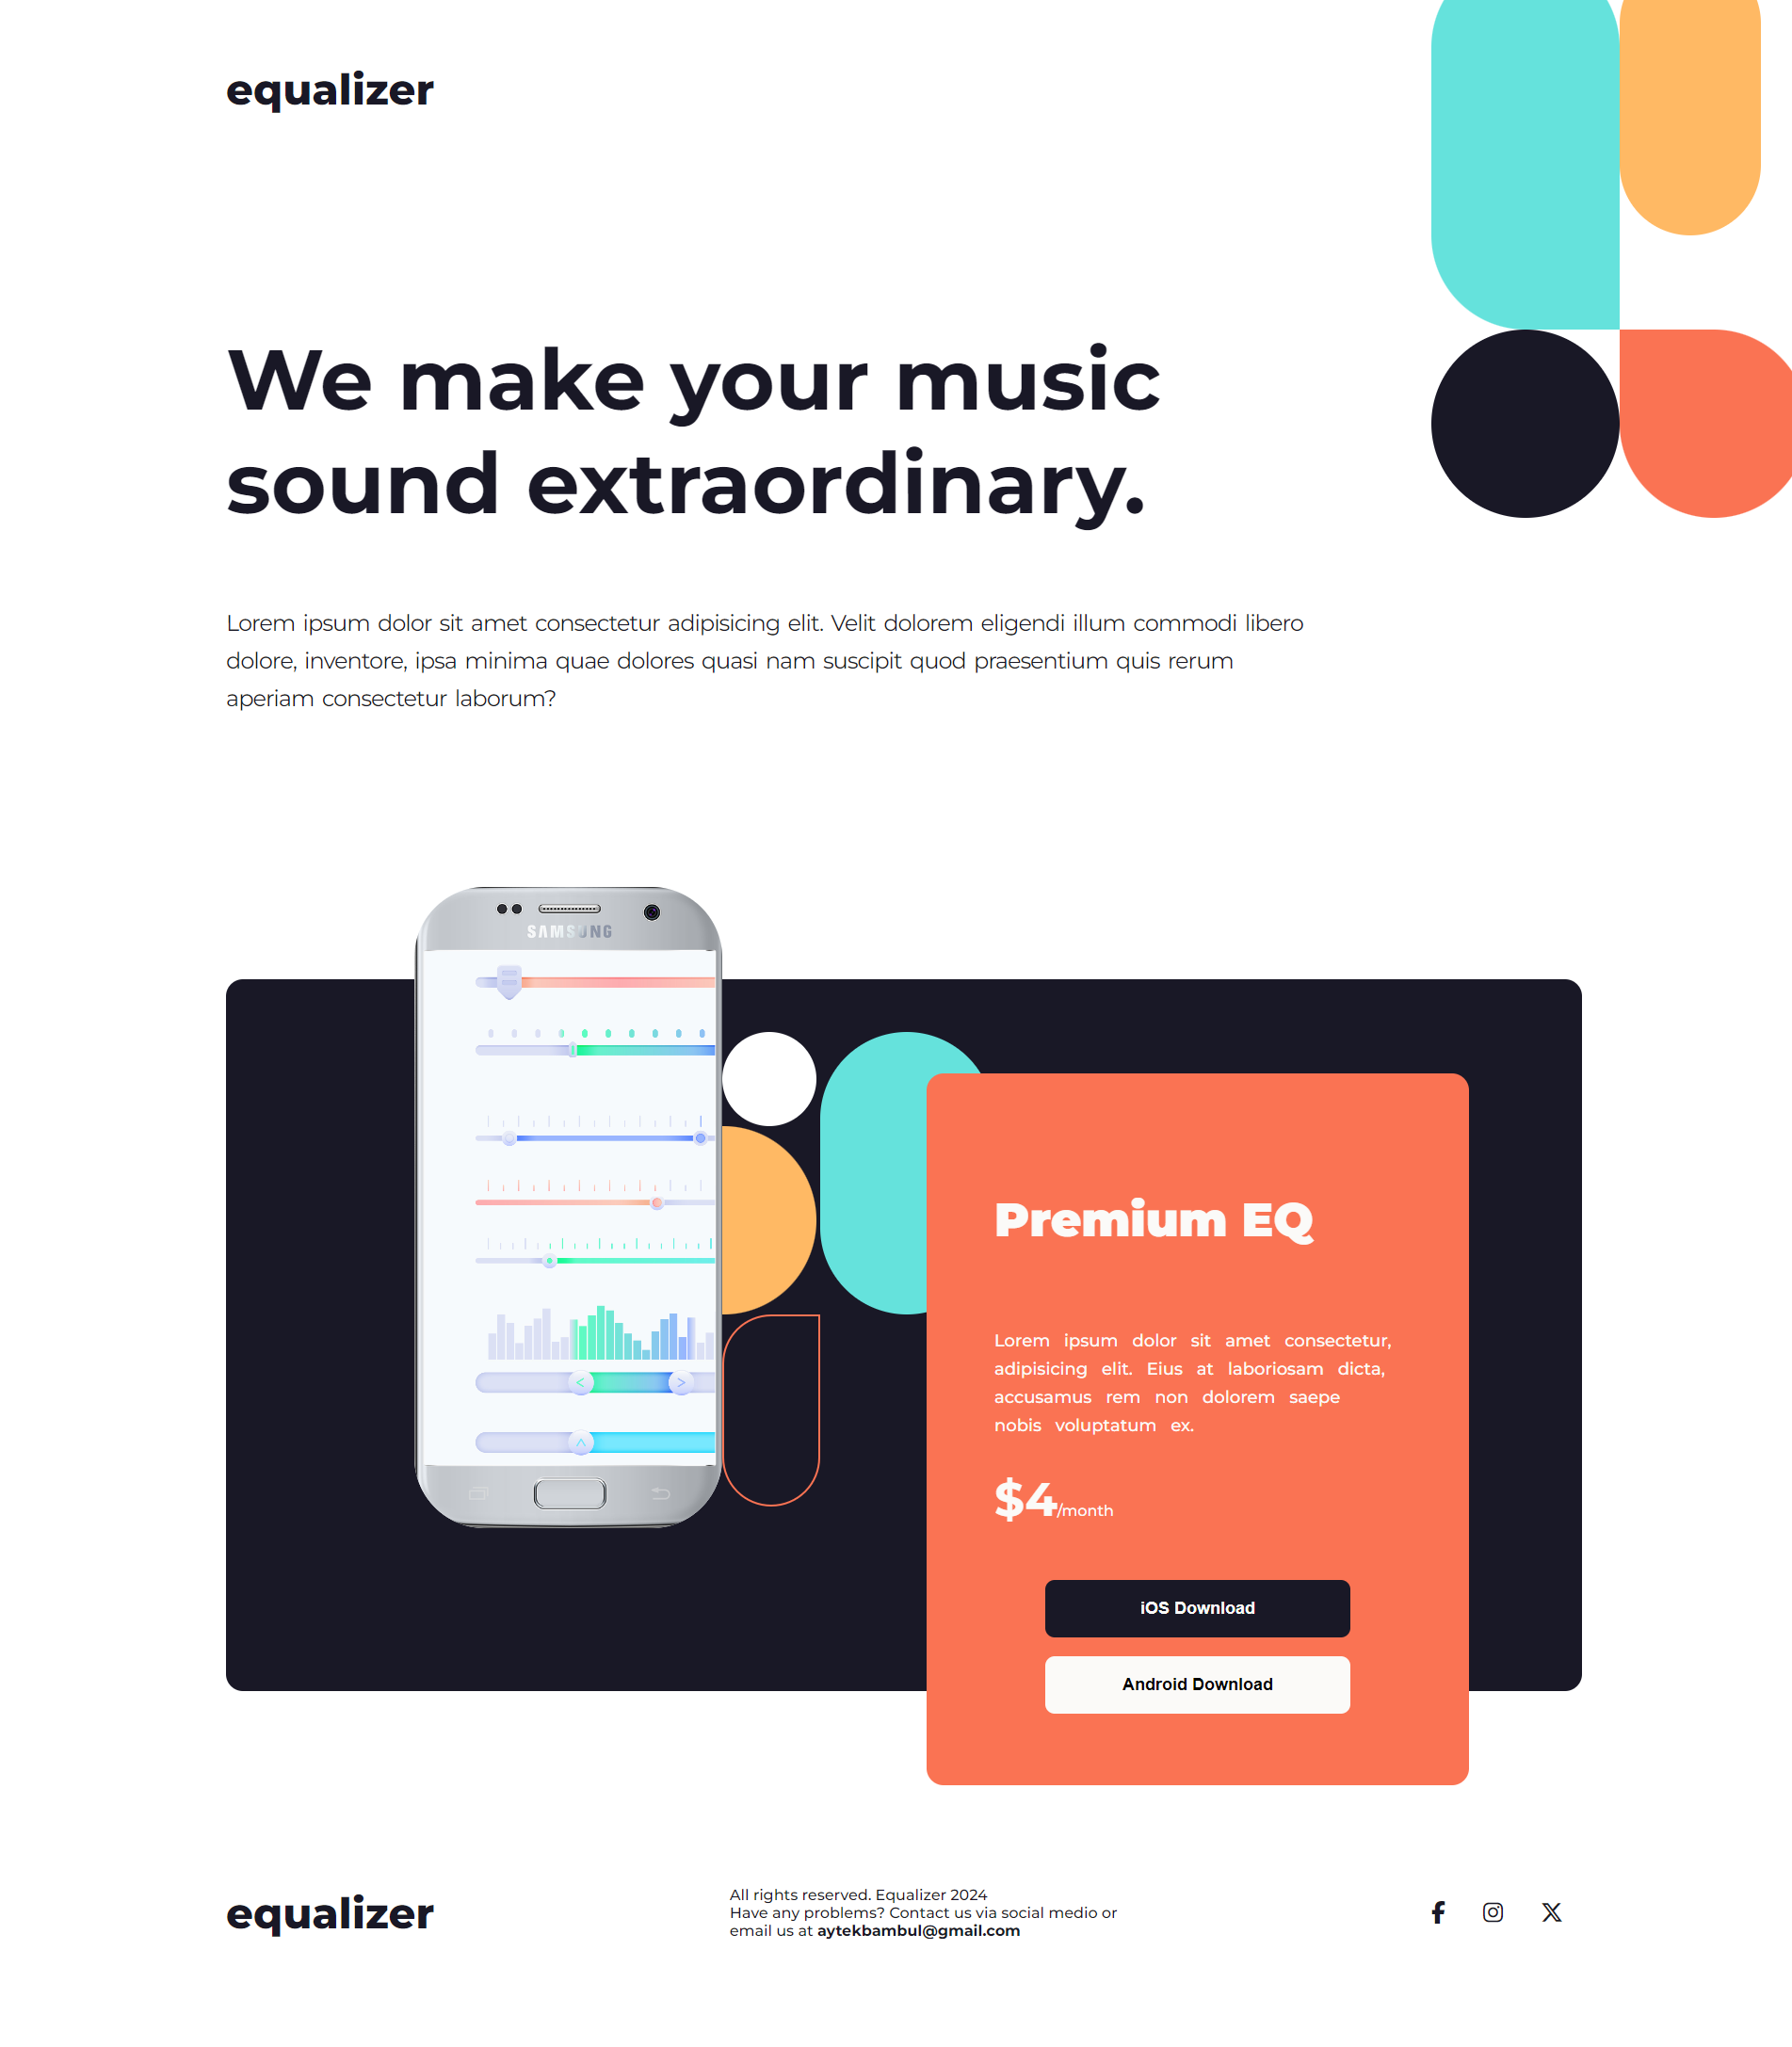 equalizer
We make your music
sound extraordinary.
Lorem ipsum dolor sit amet consectetur adipisicing elit. Velit dolorem eligendi illum commodi libero
dolore, inventore, ipsa minima quae dolores quasi nam suscipit quod praesentium quis rerum
aperiam consectetur laborum?
SAMSUNG
Premium EQ
Lorem ipsum dolor sit amet consectetur,
adipisicing elit. Eius at laboriosam dicta,
accusamus rem non dolorem saepe
nobis voluptatum ex.
$4/month
iOS Download
Android Download
equalizer
All rights reserved. Equalizer 2024
Have any problems? Contact us via social medio or
email us at aytekbambul@gmail.com